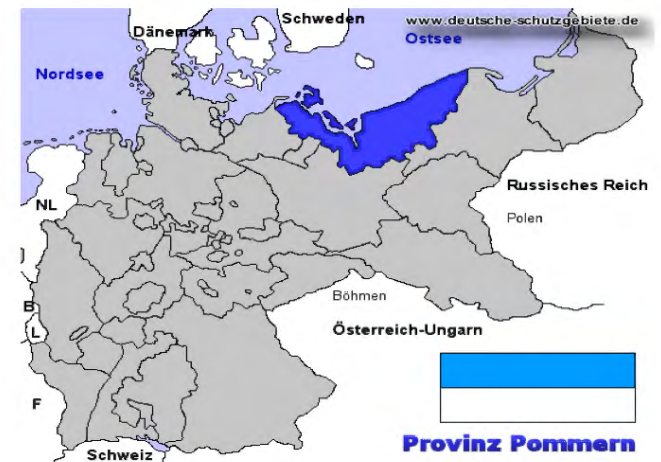 Schweden
www.deutsche-schutzgebiete.de
Dänemark
Ostsee
Nordsee
Russisches Reich
NL
Polen
Böhmen
B
L
Österreich-Ungarn
F
Provinz Pommern
Schweiz